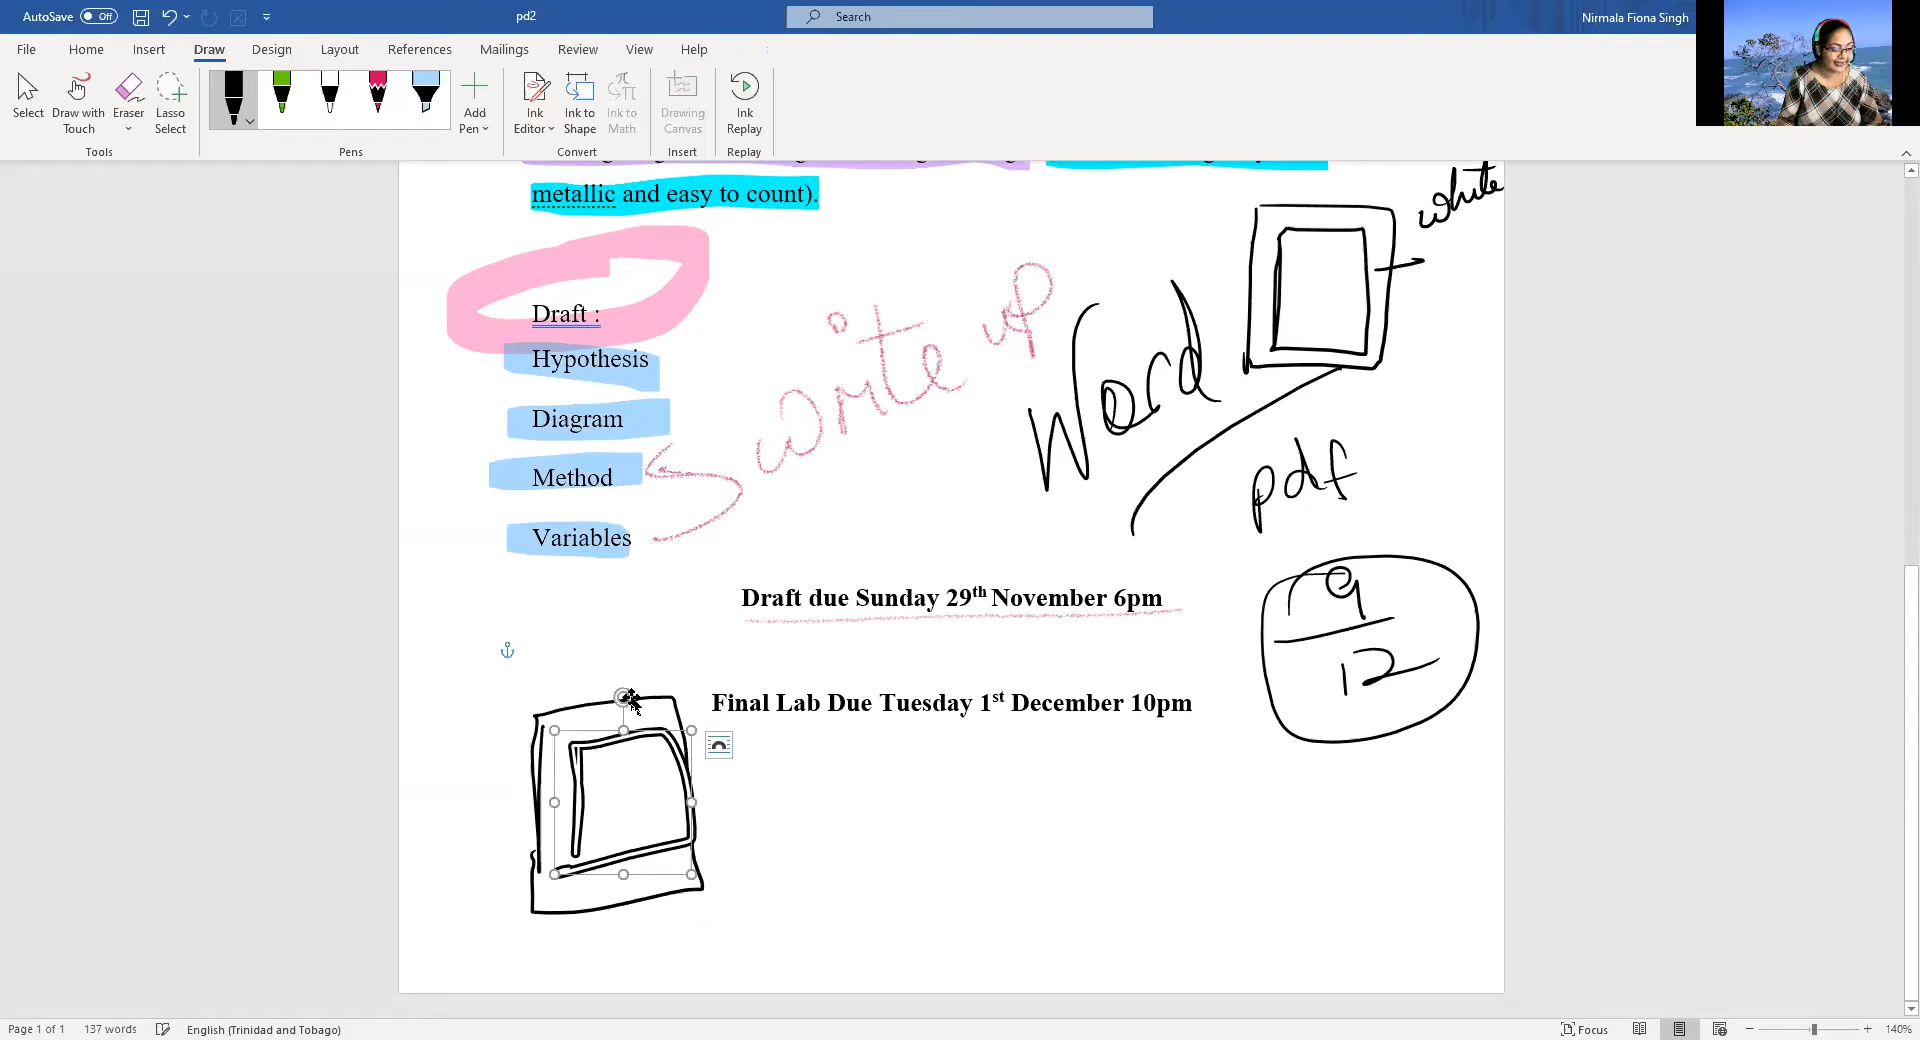 AutoSave Off pd2 Search Nirmala Fiona Singh
File Home Insert Draw Design Layout References Mailings Review View Help
Select Draw with Touch Eraser Lasso Select Add Pen Ink Editor Ink to Shape Ink to Math Drawing Canvas Ink Replay
Tools Pens Convert Insert Replay
metallic and easy to count).
white
Draft :
Hypothesis
Diagram
Method
Variables
write up
Word
pdf
Draft due Sunday 29th November 6pm
9
12
Final Lab Due Tuesday 1st December 10pm
Page 1 of 1 137 words English (Trinidad and Tobago) Focus 140%